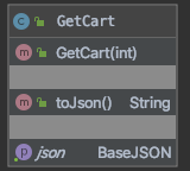 C GetCart
m GetCart(int)
m toJson() String
p json BaseJSON